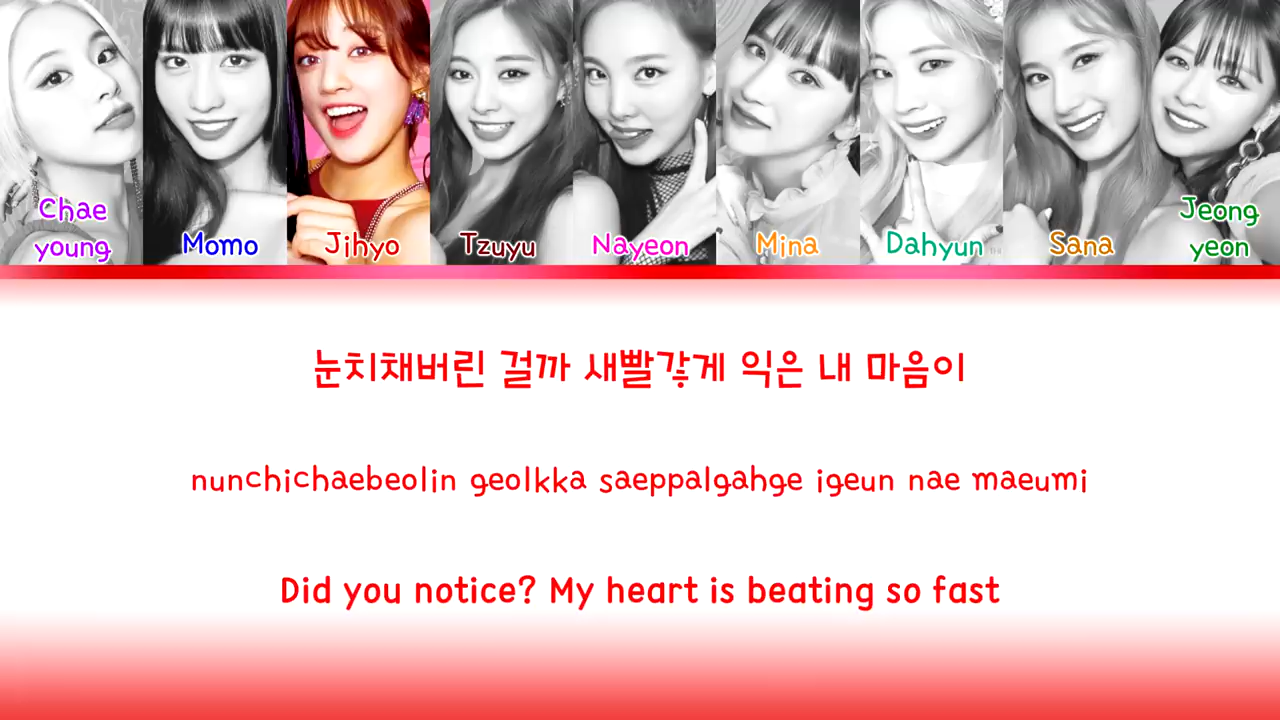 Chae
young
Momo
Jihyo
Tzuyu
Nayeon
Mina
Dahyun
Sana
Jeong
yeon
눈치채버린 걸까 새빨갛게 익은 내 마음이
nunchichaebeolin geolkka saeppalgahge igeun nae maeumi
Did you notice? My heart is beating so fast